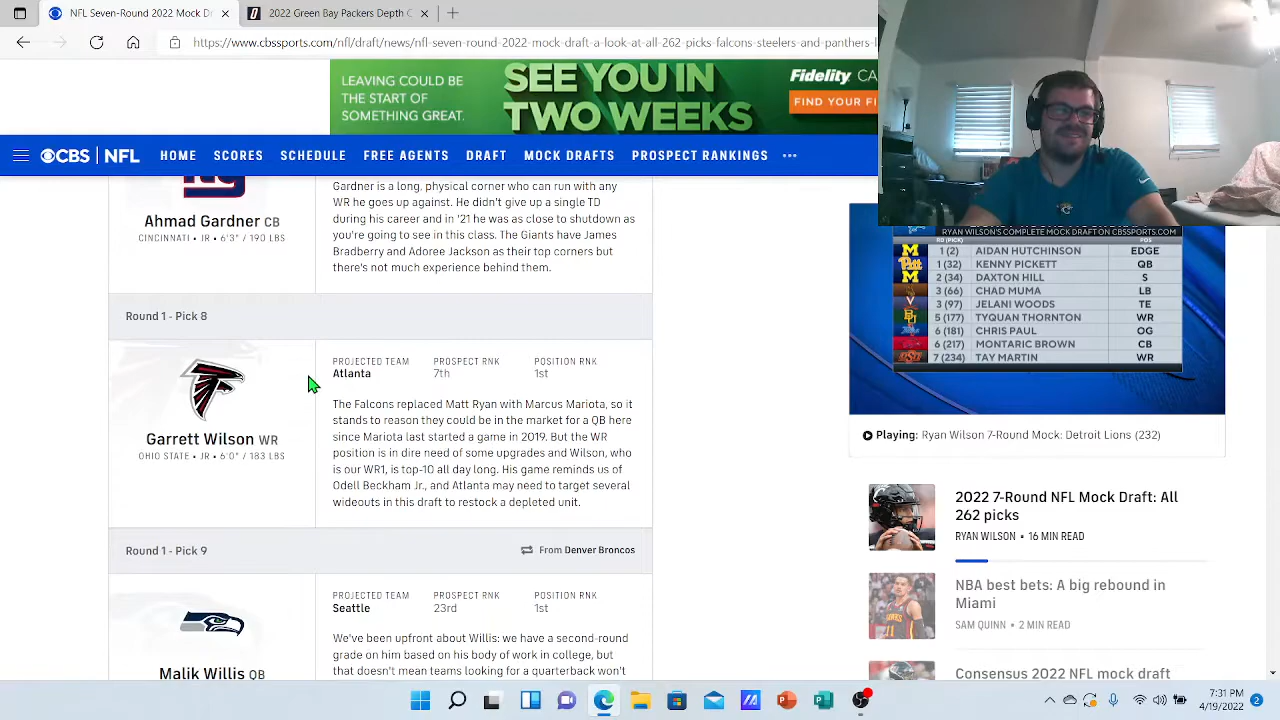 NFL Seven-Round 2022 Mock Dra
2022 Green Bay Packers Depth C
https://www.cbssports.com/nfl/draft/news/nfl-seven-round-2022-mock-draft-a-look-at-all-262-picks-falcons-steelers-and-panthers
LEAVING COULD BE
THE START OF
SOMETHING GREAT.
SEE YOU IN
TWO WEEKS
Fidelity CA
FIND YOUR FI
CBS NFL HOME SCORES SCHEDULE FREE AGENTS DRAFT MOCK DRAFTS PROSPECT RANKINGS
Ahmad Gardner CB
CINCINNATI • JR • 6'3" / 190 LBS
Gardner is a long, physical corner who can run with any
WR he goes up against. He didn't give up a single TD
during his career and in '21 he was as close to shutdown as
you're going to see in this class. The Giants have James
Bradberry and Adoree Jackson as their top corners but
there's not much experience behind them.
Round 1 - Pick 8
Garrett Wilson WR
OHIO STATE • JR • 6'0" / 183 LBS
PROJECTED TEAM PROSPECT RNK POSITION RNK
Atlanta 7th 1st
The Falcons replaced Matt Ryan with Marcus Mariota, so it
stands to reason they could be in the market for a QB here
since Mariota last started a game in 2019. But the WR
position is in dire need of some upgrades and Wilson, who
is our WR1, is top-10 all day long. His game reminds us of
Odell Beckham Jr., and Atlanta may need to target several
wideouts in this draft to restock a depleted unit.
Round 1 - Pick 9
From Denver Broncos
Malik Willis QB
PROJECTED TEAM PROSPECT RNK POSITION RNK
Seattle 23rd 1st
We've been upfront about Willis: we have a second-round
grade on him based on his body of work in college, but
that doesn't mean teams looking for a quarterback won't
RYAN WILSON'S COMPLETE MOCK DRAFT ON CBSSPORTS.COM
RD (PICK) POS
1 (2) AIDAN HUTCHINSON EDGE
1 (32) KENNY PICKETT QB
2 (34) DAXTON HILL S
3 (66) CHAD MUMA LB
3 (97) JELANI WOODS TE
5 (177) TYQUAN THORNTON WR
6 (181) CHRIS PAUL OG
6 (217) MONTARIC BROWN CB
7 (234) TAY MARTIN WR
Playing: Ryan Wilson 7-Round Mock: Detroit Lions (232)
2022 7-Round NFL Mock Draft: All
262 picks
RYAN WILSON • 16 MIN READ
NBA best bets: A big rebound in
Miami
SAM QUINN • 2 MIN READ
Consensus 2022 NFL mock draft
7:31 PM
4/19/2022
2